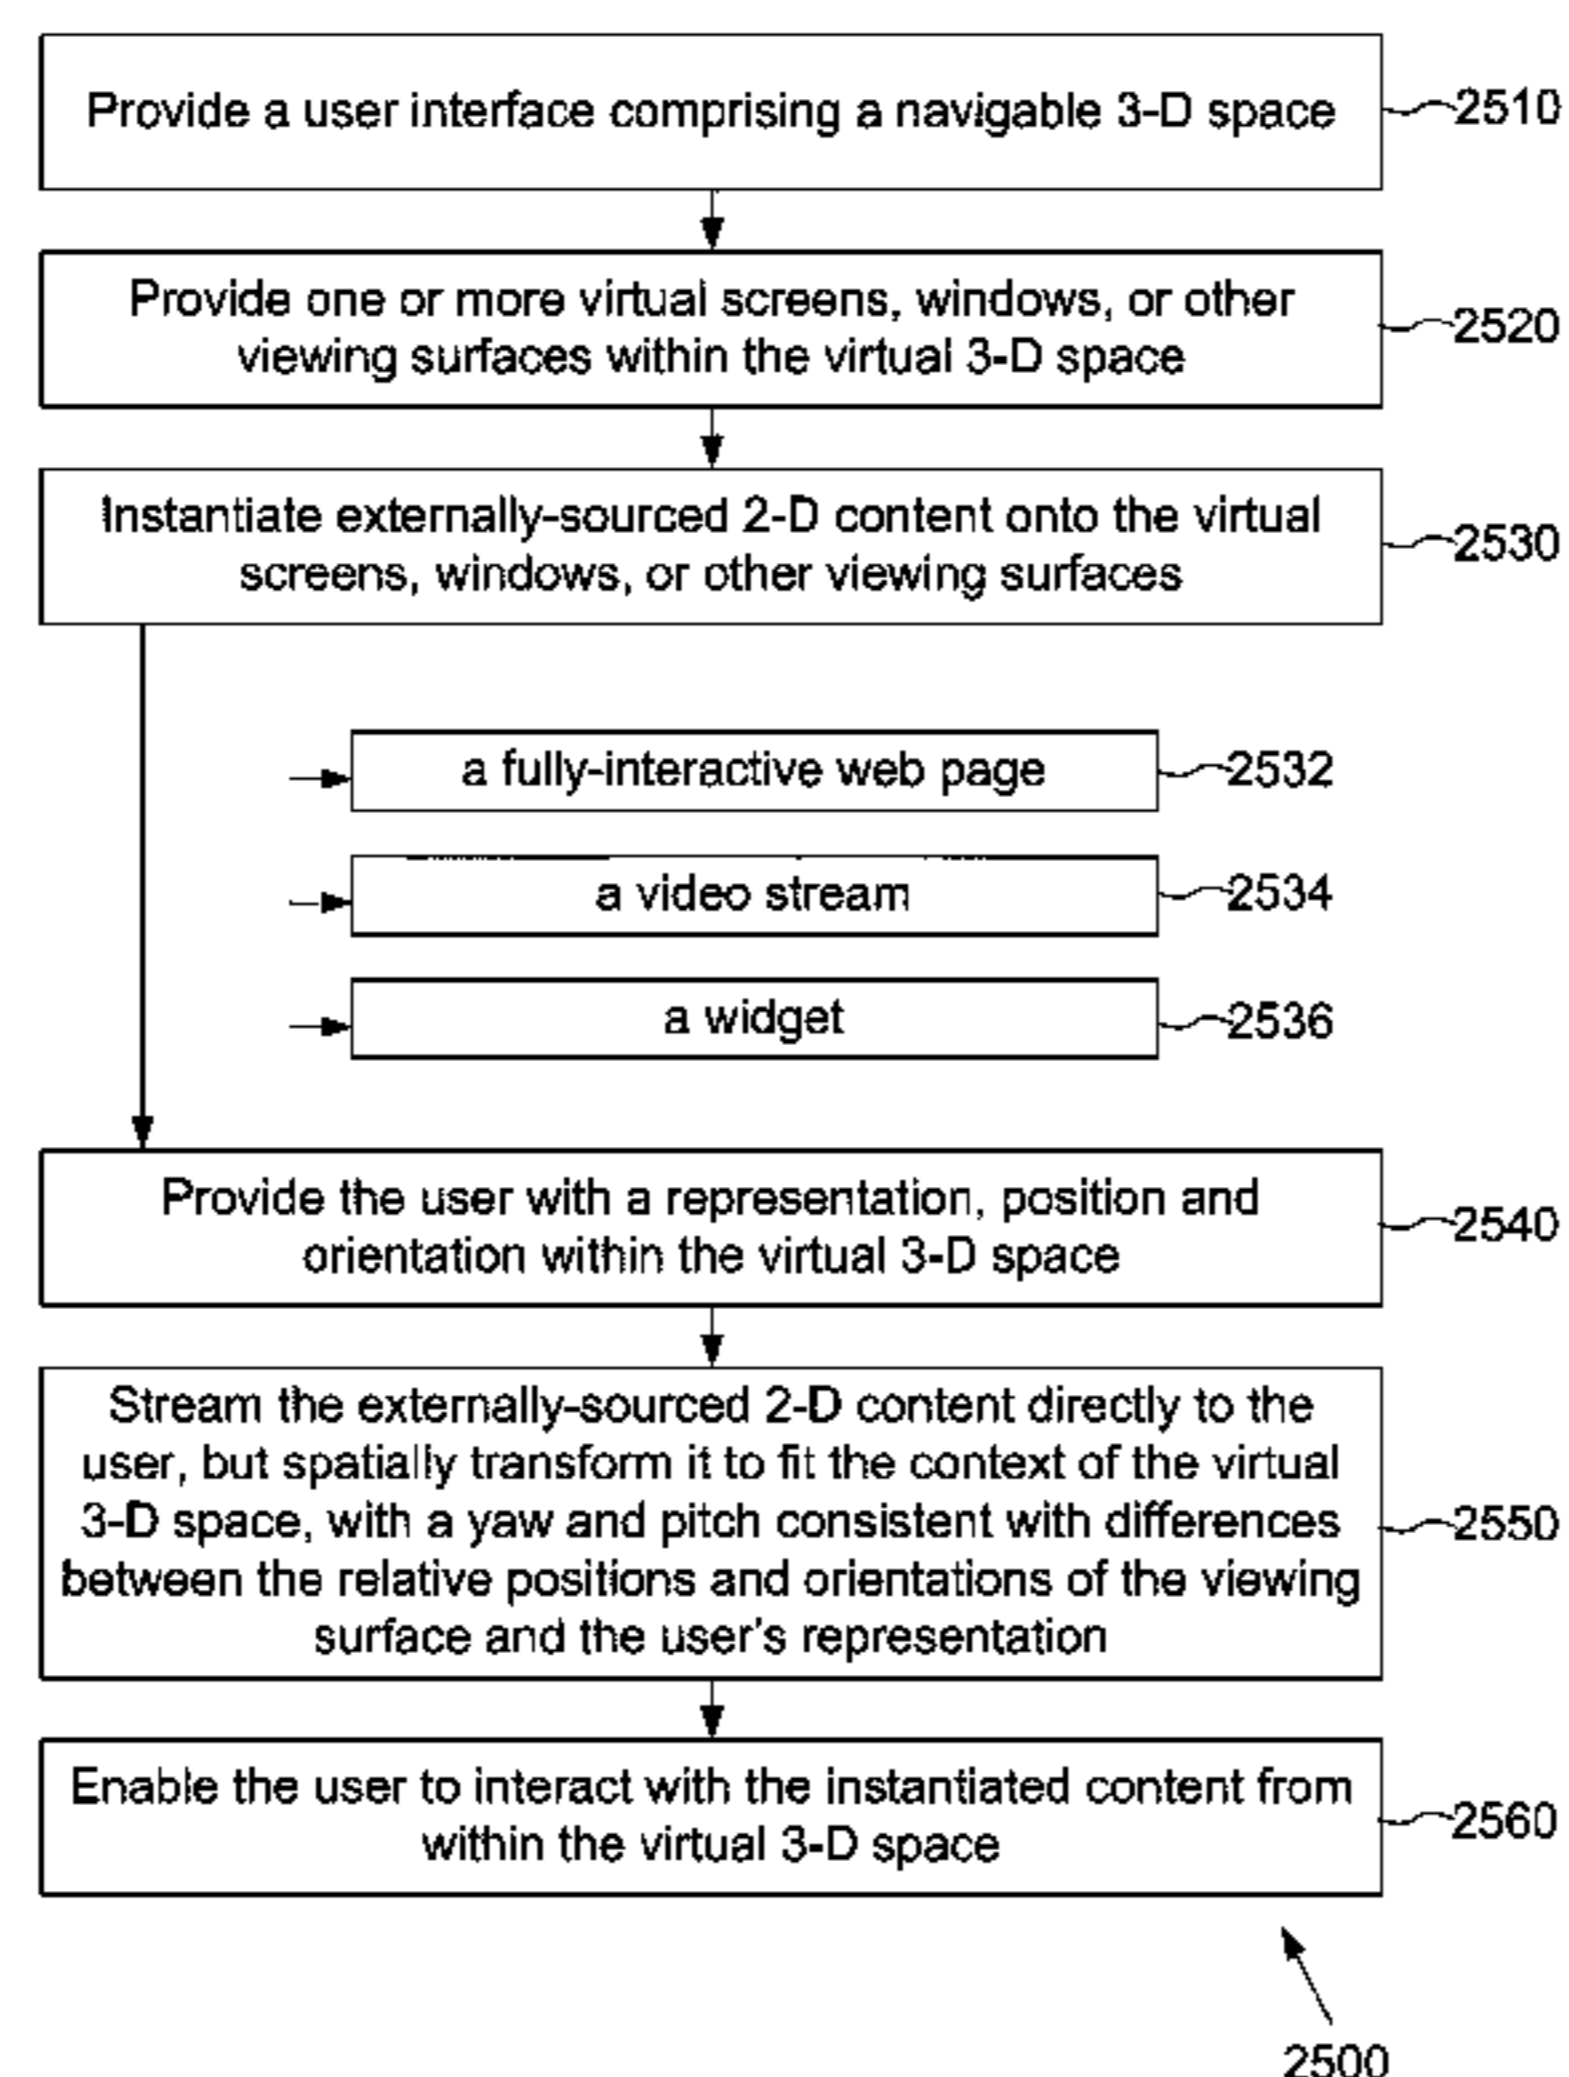 Provide a user interface comprising a navigable 3-D space
2510
Provide one or more virtual screens, windows, or other
viewing surfaces within the virtual 3-D space
2520
Instantiate externally-sourced 2-D content onto the virtual
screens, windows, or other viewing surfaces
2530
a fully-interactive web page
2532
a video stream
2534
a widget
2536
Provide the user with a representation, position and
orientation within the virtual 3-D space
2540
Stream the externally-sourced 2-D content directly to the
user, but spatially transform it to fit the context of the virtual
3-D space, with a yaw and pitch consistent with differences
between the relative positions and orientations of the viewing
surface and the user's representation
2550
Enable the user to interact with the instantiated content from
within the virtual 3-D space
2560
2500